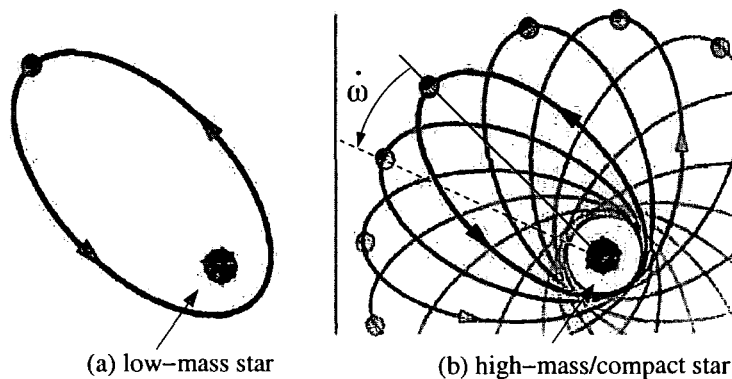 ω̇
(a) low−mass star
(b) high−mass/compact star